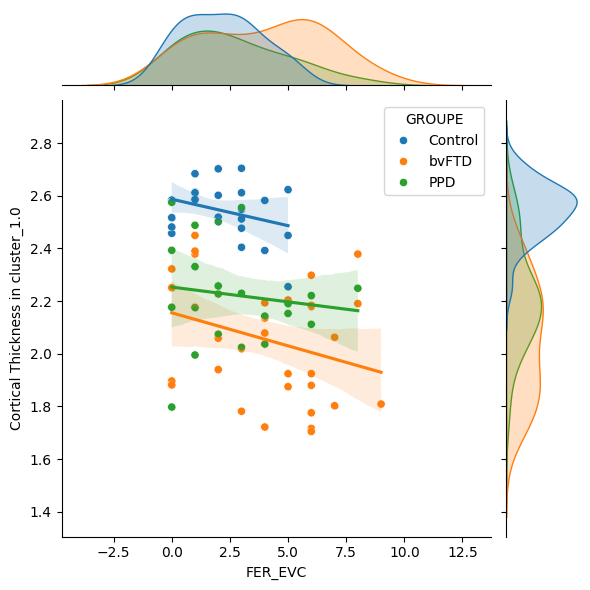 GROUPE
Control
bvFTD
PPD
2.8
2.6
2.4
2.2
2.0
1.8
1.6
1.4
Cortical Thickness in cluster_1.0
−2.5 0.0 2.5 5.0 7.5 10.0 12.5
FER_EVC